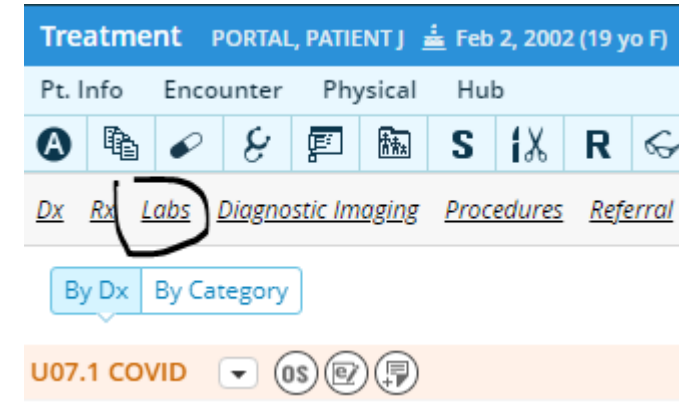 Treatment PORTAL, PATIENT J Feb 2, 2002 (19 yo F)
Pt. Info Encounter Physical Hub
A S R
Dx Rx Labs Diagnostic Imaging Procedures Referral
By Dx By Category
U07.1 COVID OS